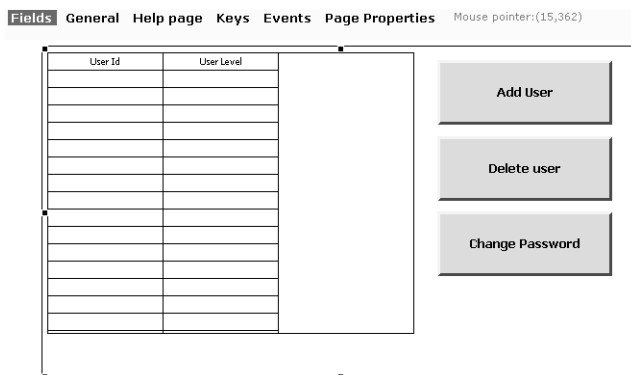 Fields General Help page Keys Events Page Properties Mouse pointer:(15,362)
User Id User Level
Add User
Delete user
Change Password